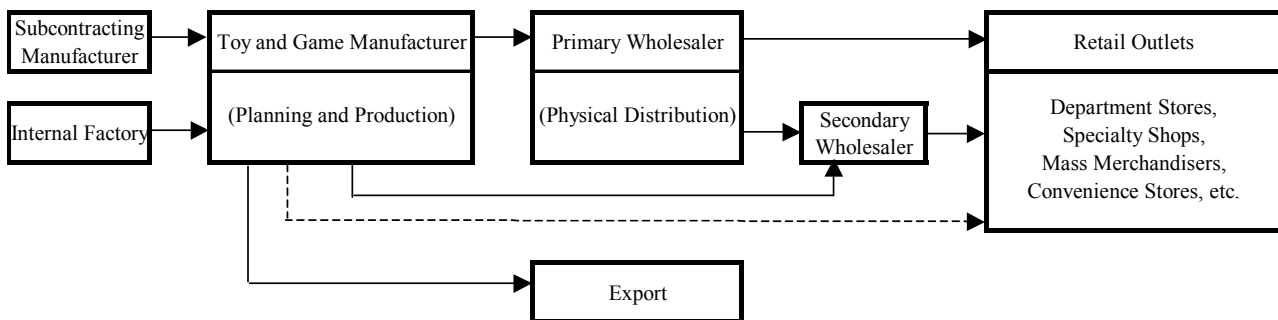 Subcontracting
Manufacturer
Toy and Game Manufacturer
Primary Wholesaler
Retail Outlets
Internal Factory
(Planning and Production)
(Physical Distribution)
Secondary
Wholesaler
Department Stores,
Specialty Shops,
Mass Merchandisers,
Convenience Stores, etc.
Export